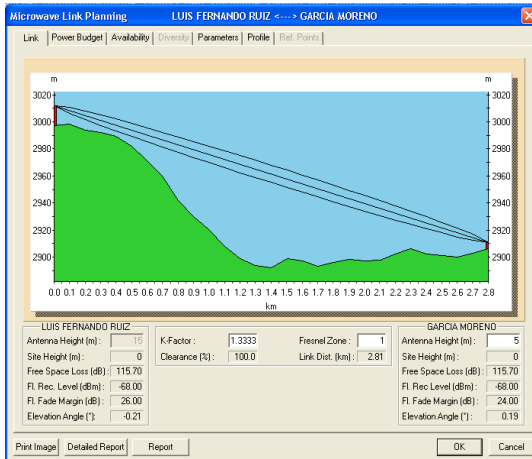 Microwave Link Planning LUIS FERNANDO RUIZ <---> GARCIA MORENO
Link Power Budget Availability Diversity Parameters Profile Ref. Points
m m
3020 3020
3000 3000
2980 2980
2960 2960
2940 2940
2920 2920
2900 2900
0.0 0.1 0.2 0.3 0.4 0.5 0.6 0.7 0.9 1.0 1.1 1.2 1.3 1.4 1.5 1.7 1.8 1.9 2.0 2.1 2.2 2.3 2.4 2.6 2.7 2.8
km
LUIS FERNANDO RUIZ
Antenna Height (m) : 15
Site Height (m) : 0
Free Space Loss (dB) : 115.70
Fl. Rec. Level (dBm) : -68.00
Fl. Fade Margin (dB) : 26.00
Elevation Angle (°): -0.21
K-Factor : 1.3333 Fresnel Zone : 1
Clearance (%) : 100.0 Link Dist. (km) : 2.81
GARCIA MORENO
Antenna Height (m) : 5
Site Height (m) : 0
Free Space Loss (dB) : 115.70
Fl. Rec. Level (dBm) : -68.00
Fl. Fade Margin (dB) : 24.00
Elevation Angle (°) : 0.19
Print Image Detailed Report Report OK Cancel